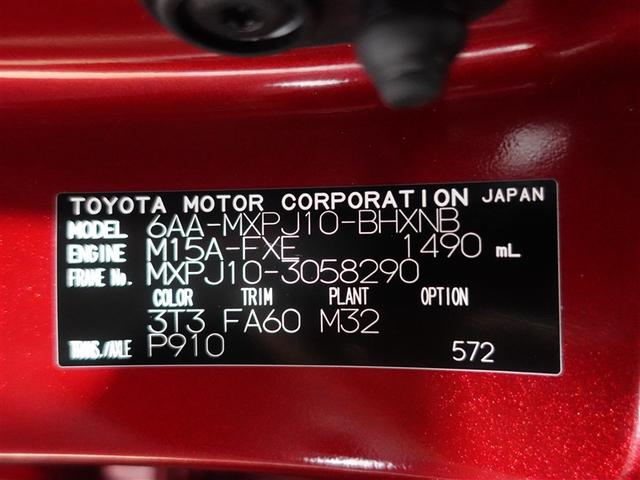 TOYOTA MOTOR CORPORATION JAPAN
MODEL 6AA-MXPJ10-BHXNB
ENGINE M15A-FXE 1490 mL
FRAME No. MXPJ10-3058290
COLOR TRIM PLANT OPTION
3T3 FA60 M32
TRANS./AXLE P910 572